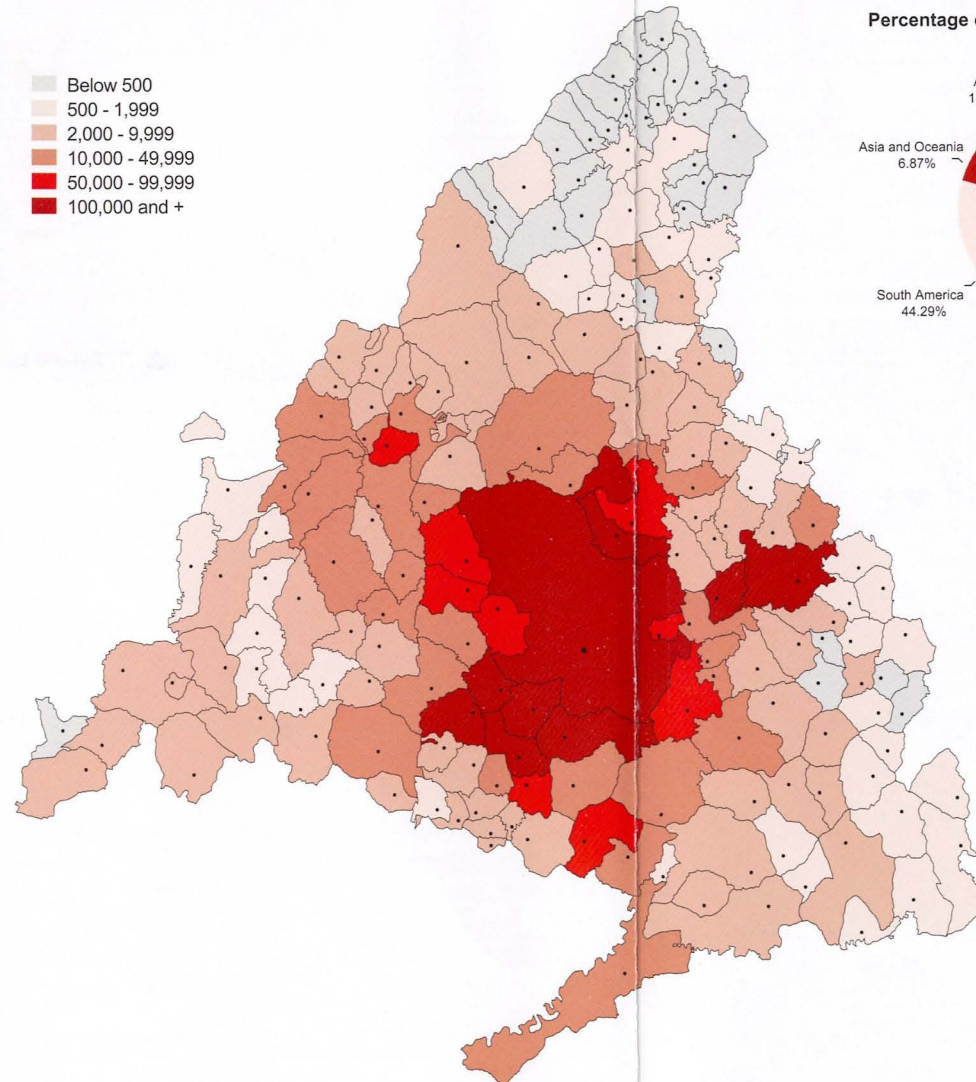 Percentage
Below 500
500 - 1,999
2,000 - 9,999
10,000 - 49,999
50,000 - 99,999
100,000 and +
Asia and Oceania
6.87%
South America
44.29%